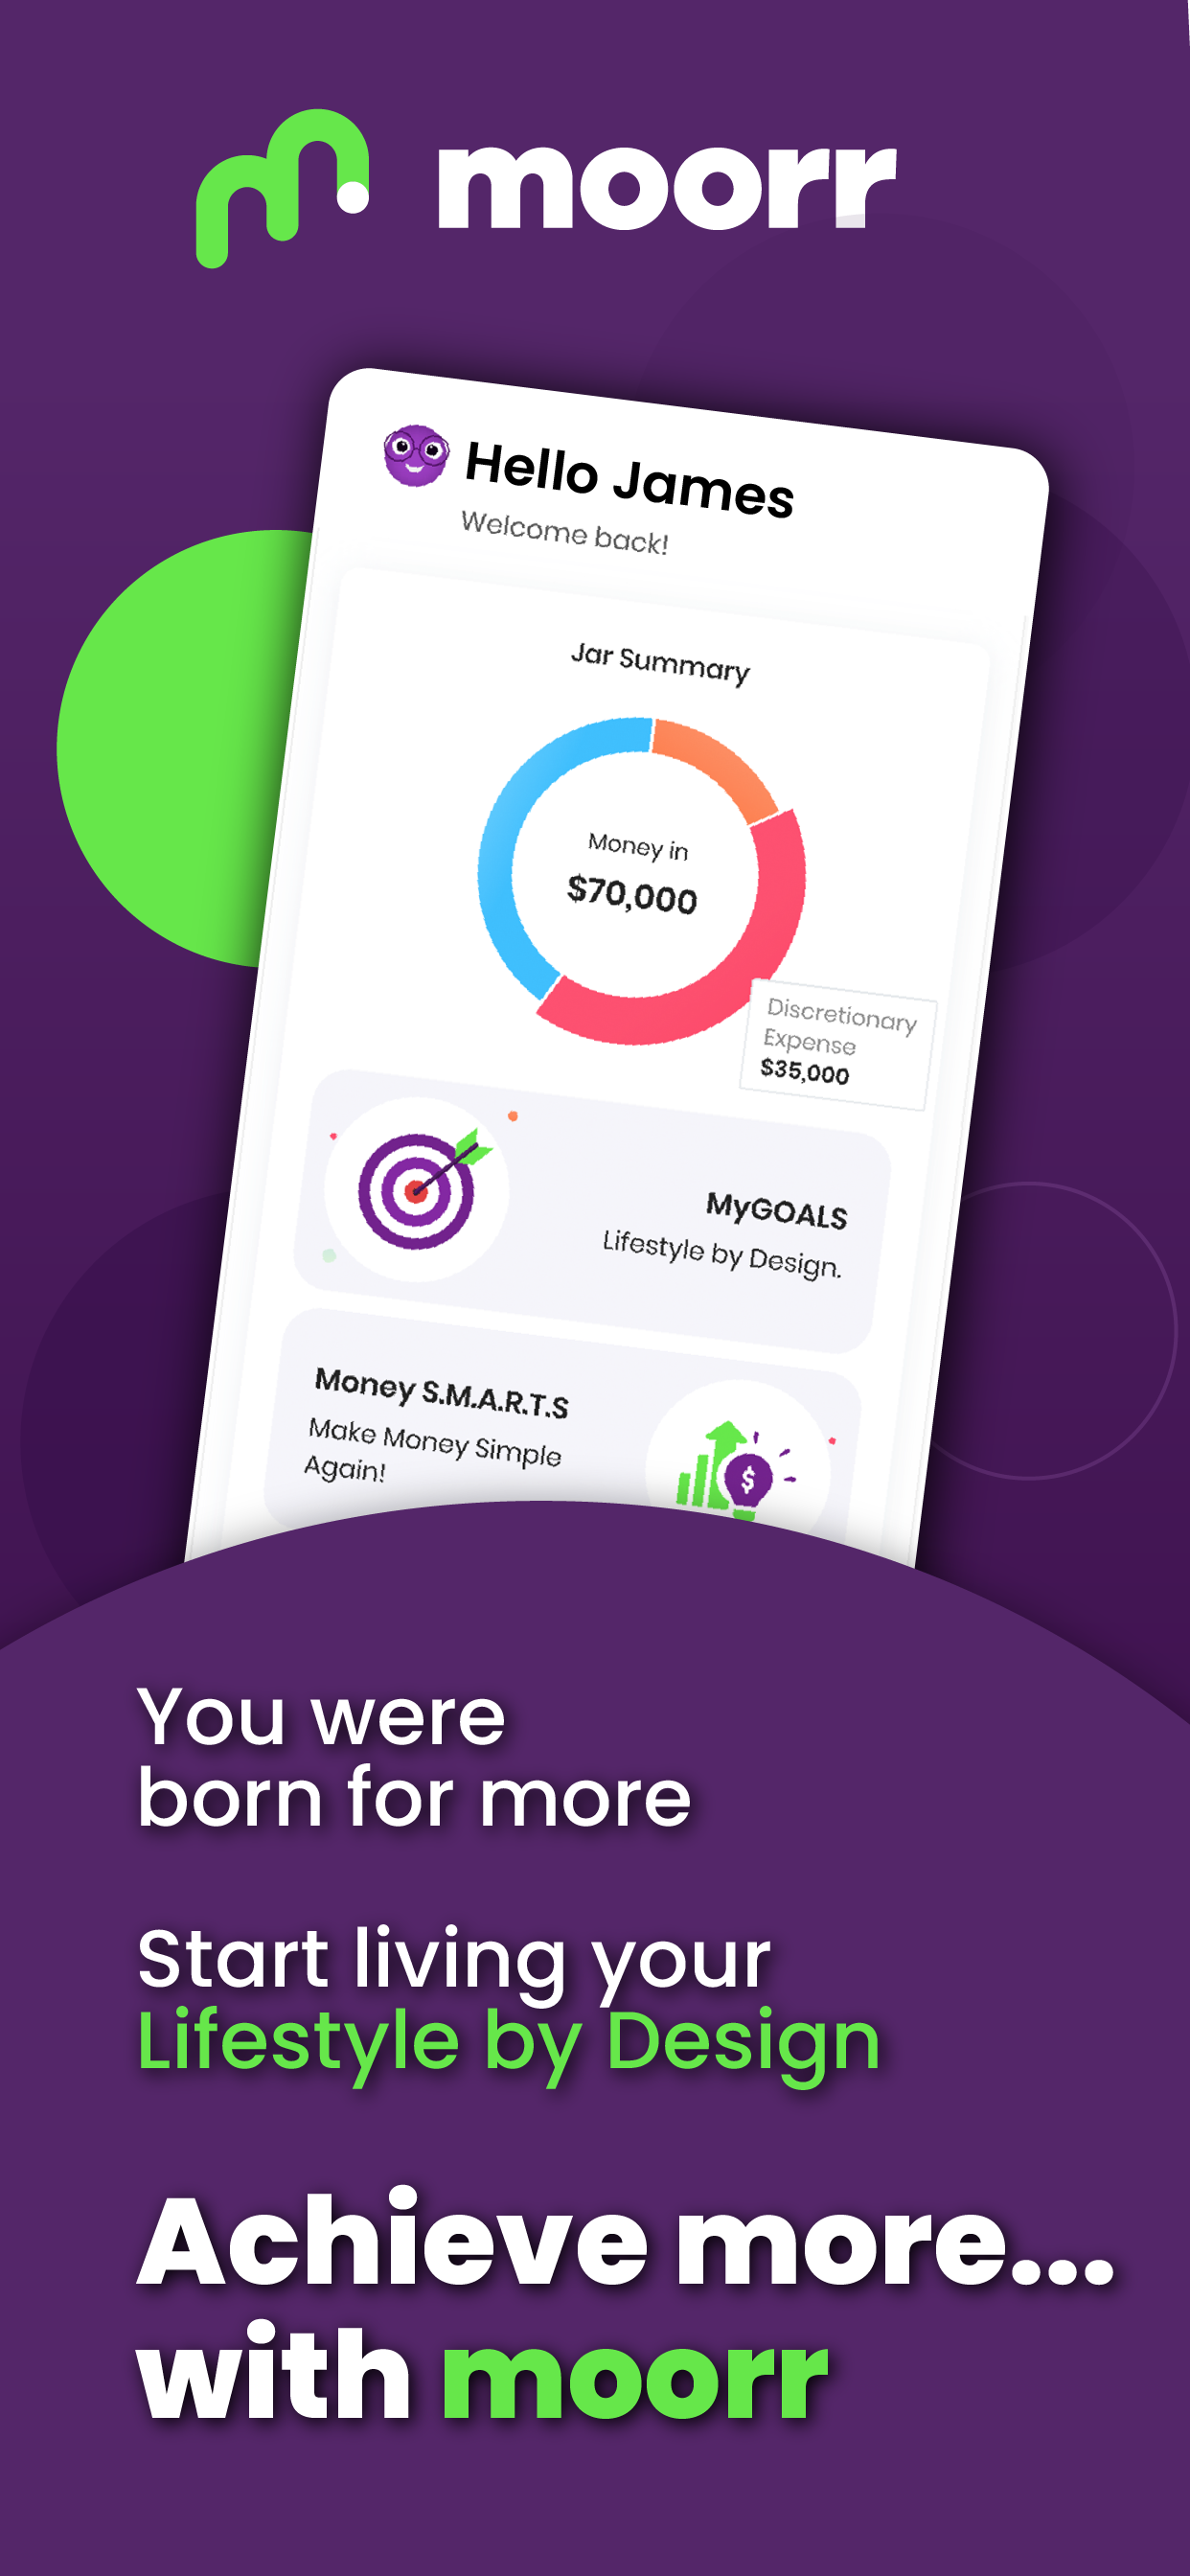 moorr
Hello James
Welcome back!
Jar Summary
Money in
$70,000
Discretionary
Expense
$35,000
MyGOALS
Lifestyle by Design.
Money S.M.A.R.T.S
Make Money Simple
Again!
$
You were
born for more
Start living your
Lifestyle by Design
Achieve more...
with moorr